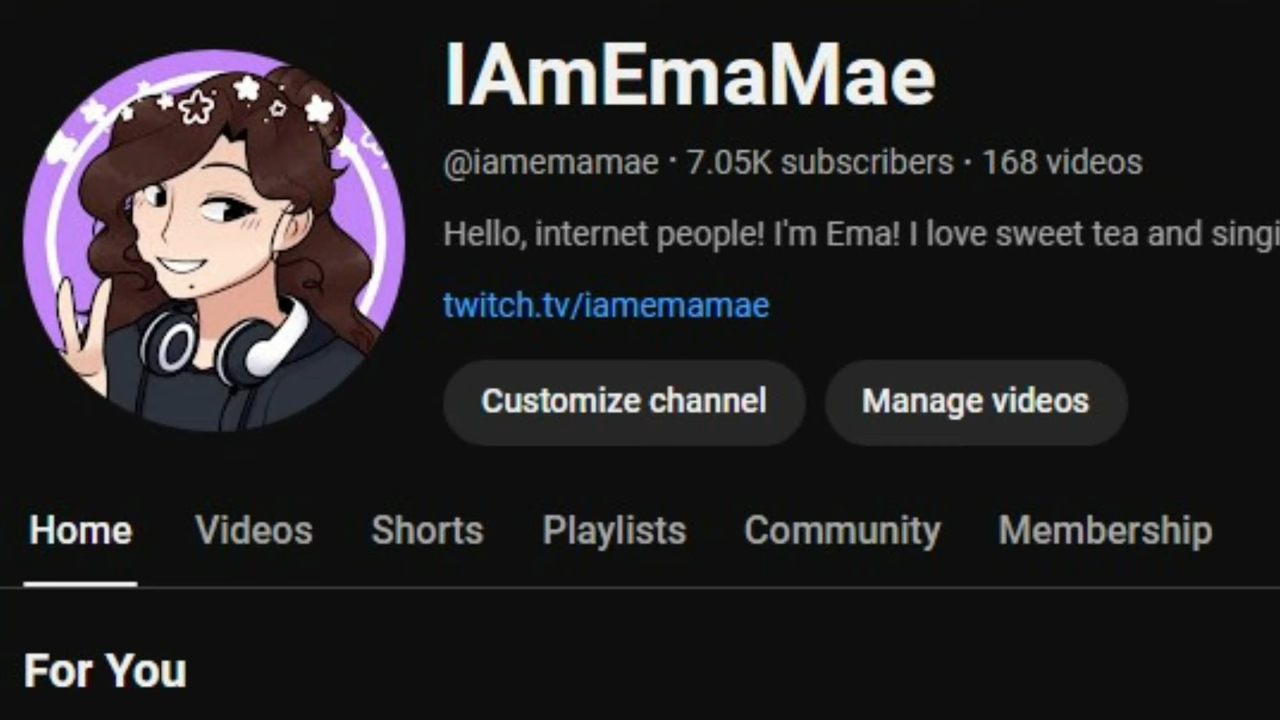 IAmEmaMae
@iamemamae · 7.05K subscribers · 168 videos
Hello, internet people! I'm Ema! I love sweet tea and singi
twitch.tv/iamemamae
Customize channel Manage videos
Home Videos Shorts Playlists Community Membership
For You